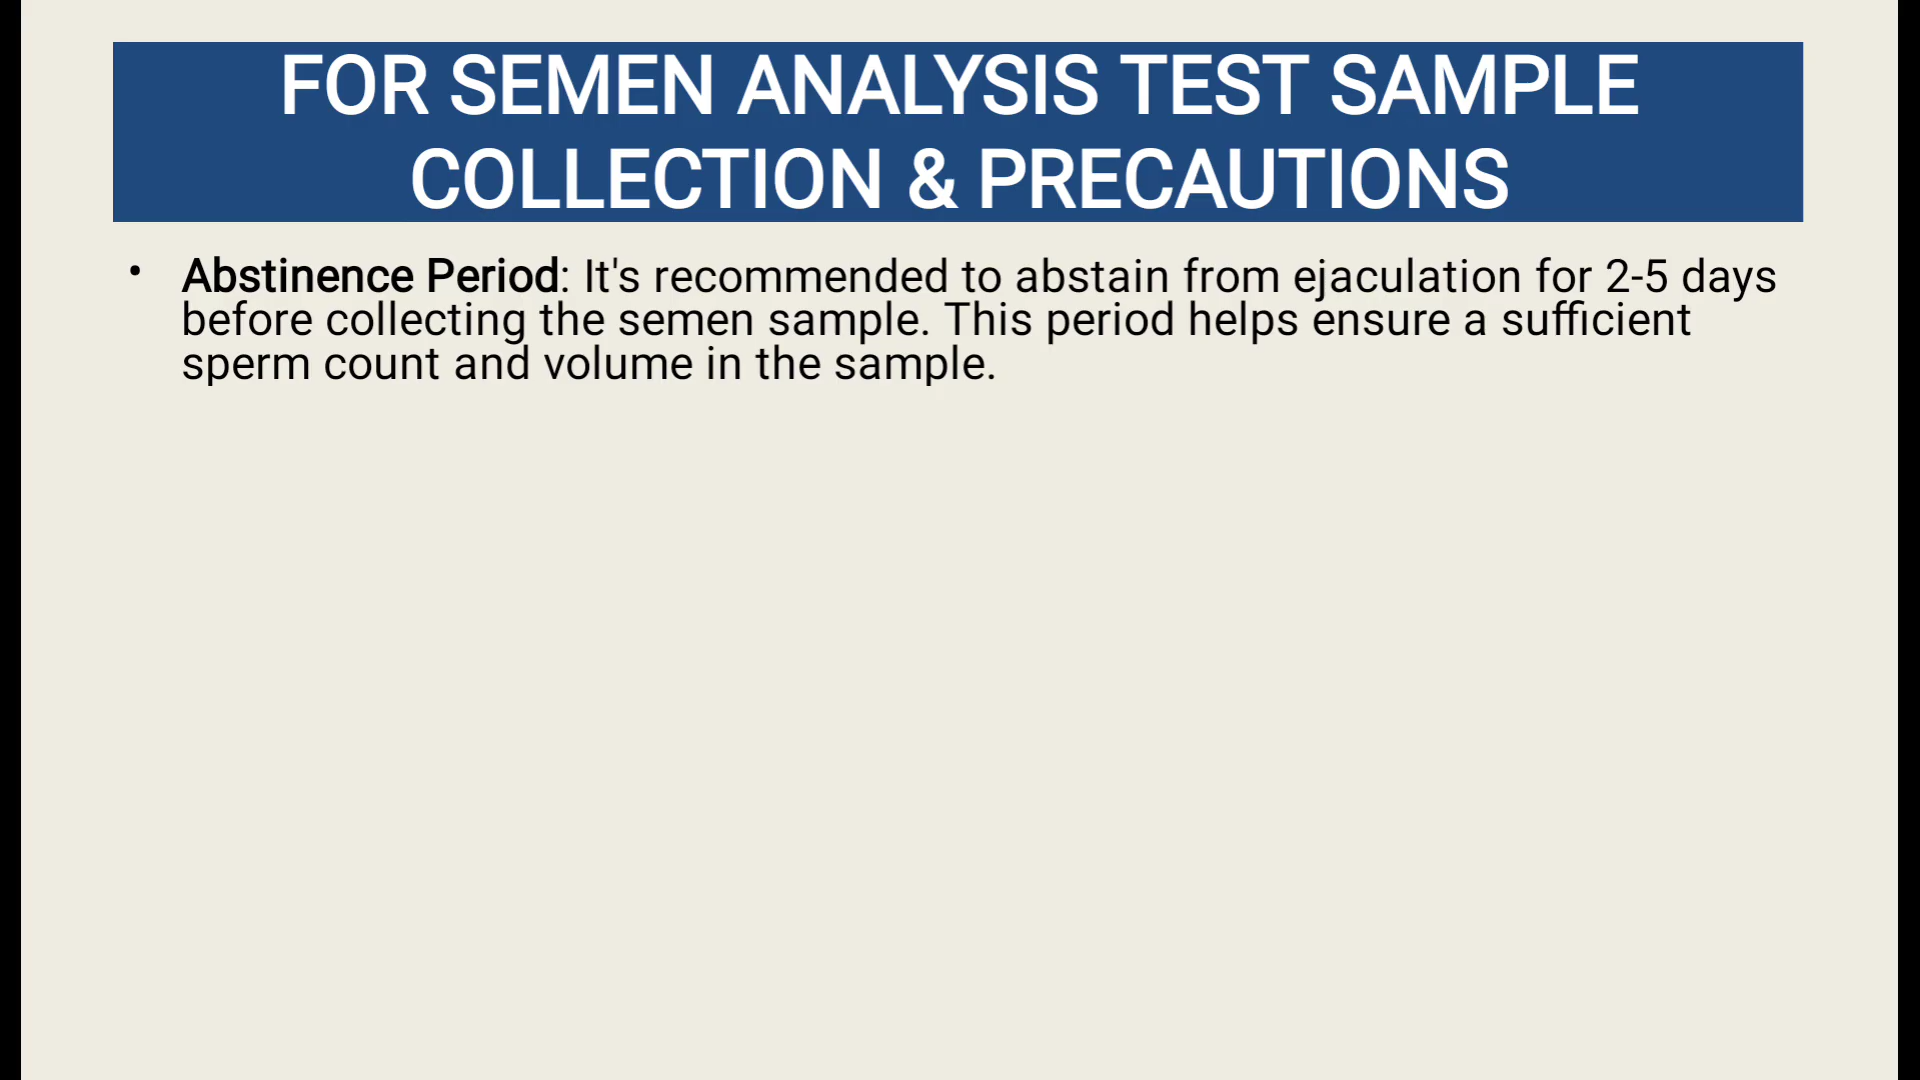 FOR SEMEN ANALYSIS TEST SAMPLE
COLLECTION & PRECAUTIONS
• Abstinence Period: It's recommended to abstain from ejaculation for 2-5 days
before collecting the semen sample. This period helps ensure a sufficient
sperm count and volume in the sample.